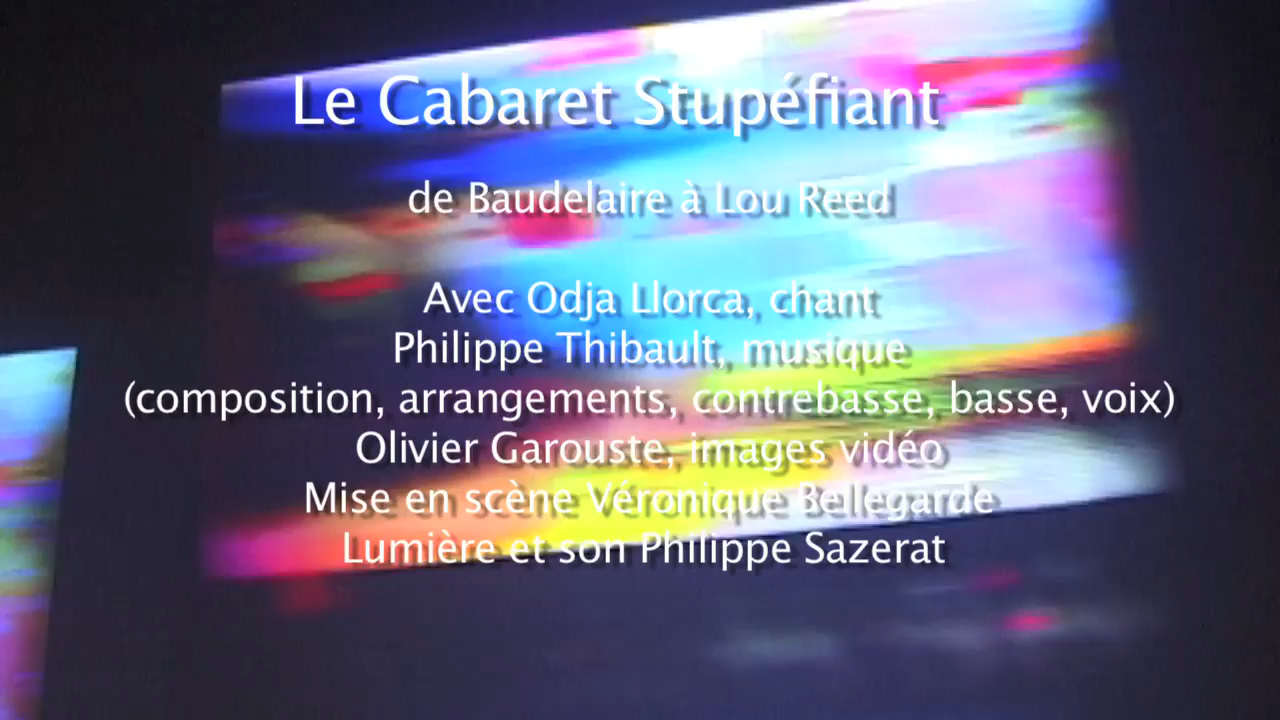 Le Cabaret Stupéfiant
de Baudelaire à Lou Reed
Avec Odja Llorca, chant
Philippe Thibault, musique
(composition, arrangements, contrebasse, basse, voix)
Olivier Garouste, images vidéo
Mise en scène Véronique Bellegarde
Lumière et son Philippe Sazerat